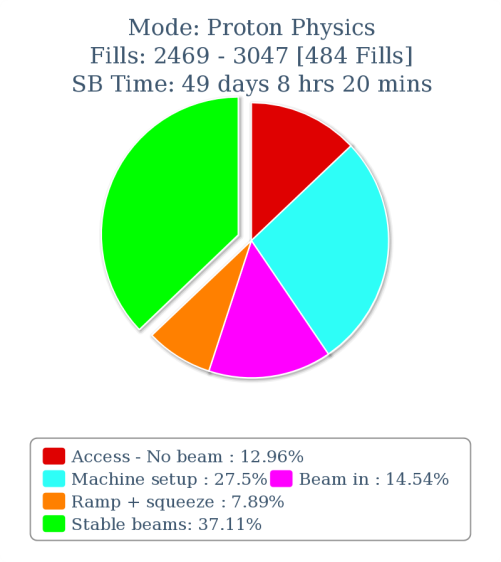 Mode: Proton Physics
Fills: 2469 - 3047 [484 Fills]
SB Time: 49 days 8 hrs 20 mins
Access - No beam : 12.96%
Machine setup : 27.5% Beam in : 14.54%
Ramp + squeeze : 7.89%
Stable beams: 37.11%